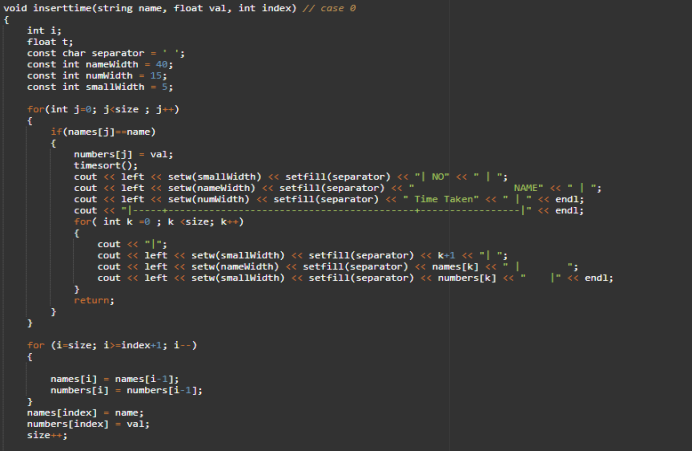 void inserttime(string name, float val, int index) // case 0
{
    int i;
    float t;
    const char separator = ' ';
    const int nameWidth = 40;
    const int numWidth = 15;
    const int smallWidth = 5;

    for(int j=0; j<size ; j++)
    {
        if(names[j]==name)
        {
            numbers[j] = val;
            timesort();
            cout << left << setw(smallWidth) << setfill(separator) << "| NO" << " | ";
            cout << left << setw(nameWidth) << setfill(separator) << "                 NAME" << " | ";
            cout << left << setw(numWidth) << setfill(separator) << " Time Taken" << " | " << endl;
            cout << "|-----+------------------------------------------+-----------------|" << endl;
            for( int k =0 ; k <size; k++)
            {
                cout << "|";
                cout << left << setw(smallWidth) << setfill(separator) << k+1 << "| ";
                cout << left << setw(nameWidth) << setfill(separator) << names[k] << " |        ";
                cout << left << setw(smallWidth) << setfill(separator) << numbers[k] << "    |" << endl;
            }
            return;
        }
    }

    for (i=size; i>=index+1; i--)
    {

        names[i] = names[i-1];
        numbers[i] = numbers[i-1];
    }
    names[index] = name;
    numbers[index] = val;
    size++;